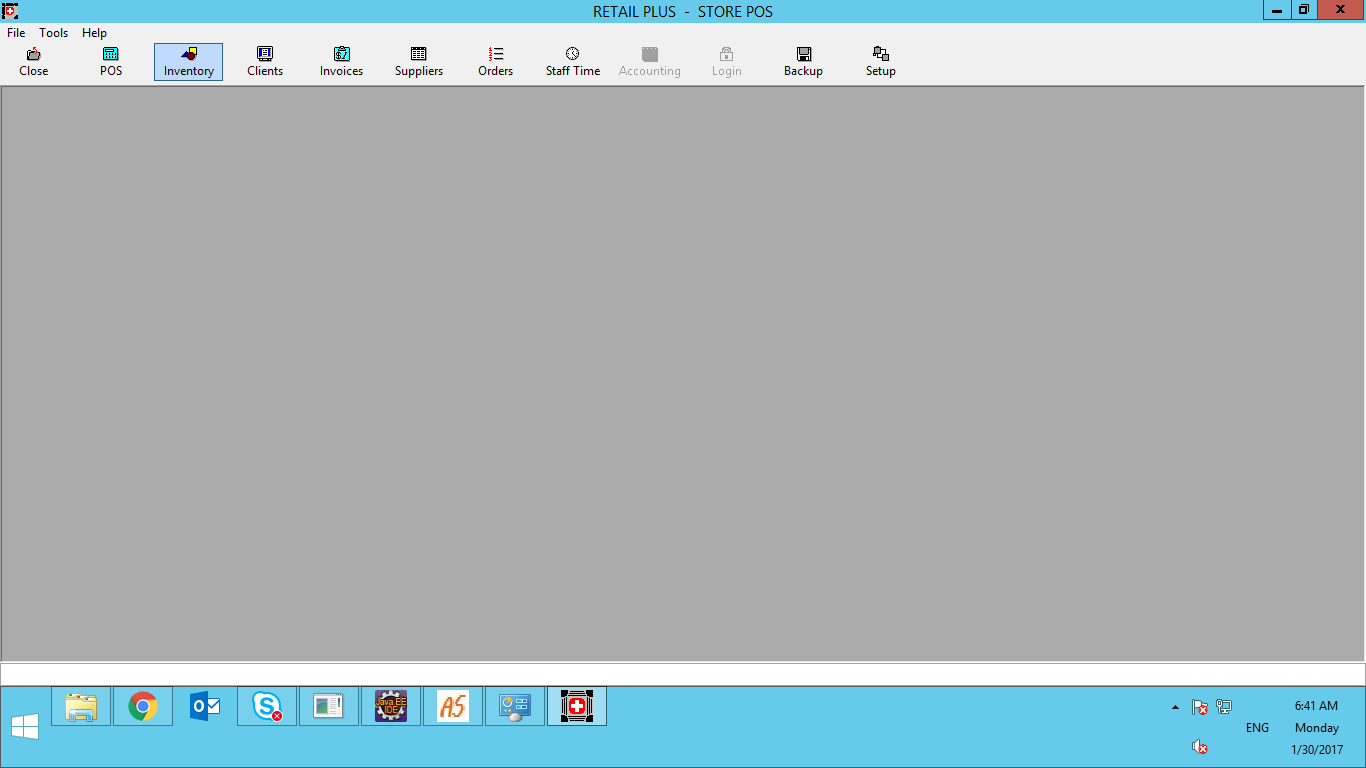 RETAIL PLUS - STORE POS
File Tools Help
Close POS Inventory Clients Invoices Suppliers Orders Staff Time Accounting Login Backup Setup
Java EE
IDE
AS
6:41 AM
ENG Monday
1/30/2017